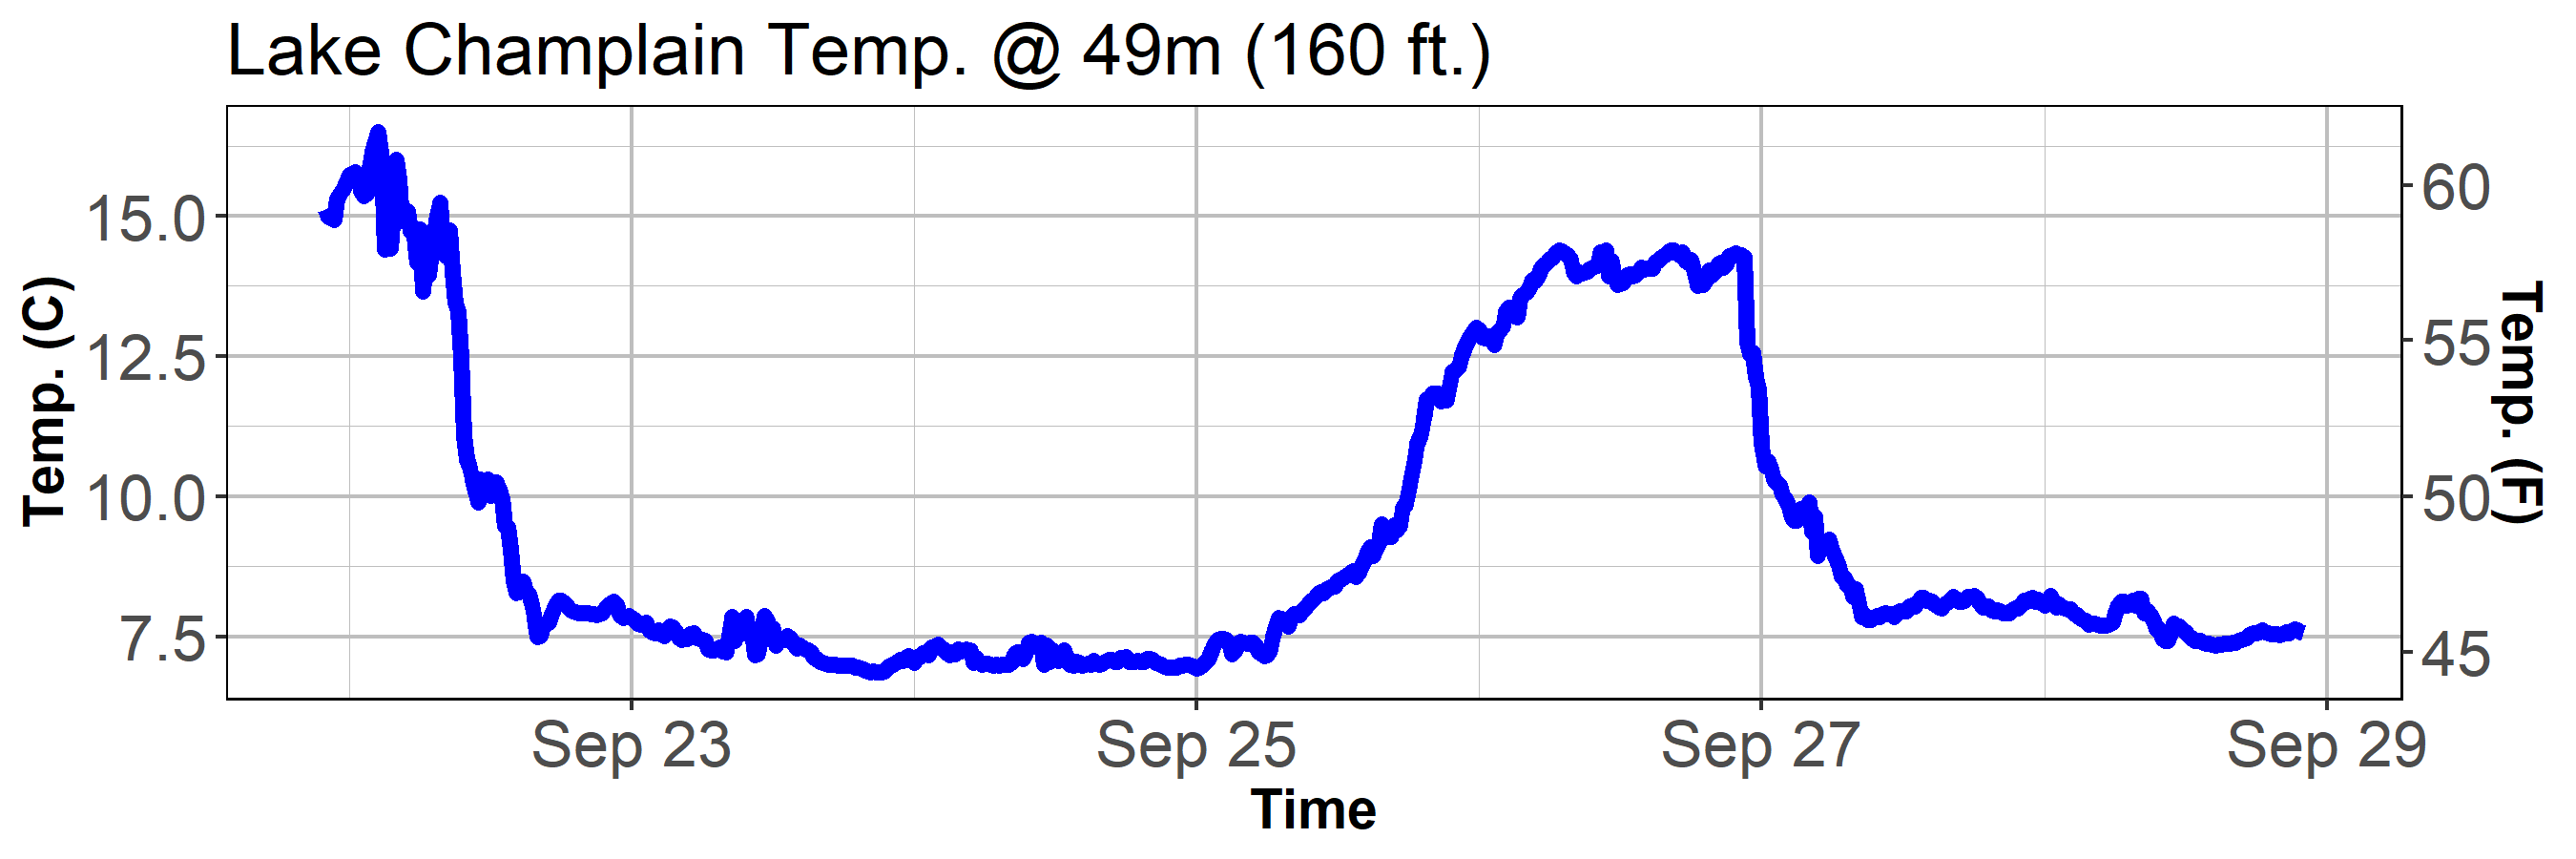 Lake Champlain Temp. @ 49m (160 ft.)
Temp. (C)
15.0
12.5
10.0
7.5
60
55
50
45
Temp. (F)
Sep 23 Sep 25 Sep 27 Sep 29
Time